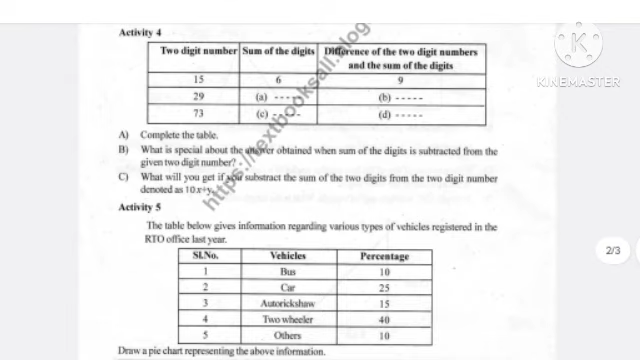 Activity 4
Two digit number Sum of the digits Difference of the two digit numbers
and the sum of the digits
15 6 9
29 (a) ----- (b) -----
73 (c) ----- (d) -----
A) Complete the table.
B) What is special about the answer obtained when sum of the digits is subtracted from the
given two digit number?
C) What will you get if you substract the sum of the two digits from the two digit number
denoted as 10x+y.
Activity 5
The table below gives information regarding various types of vehicles registered in the
RTO office last year.
Sl.No. Vehicles Percentage
1 Bus 10
2 Car 25
3 Autorickshaw 15
4 Two wheeler 40
5 Others 10
Draw a pie chart representing the above information.
https://textbooksall.blog
KINEMASTER
2/3